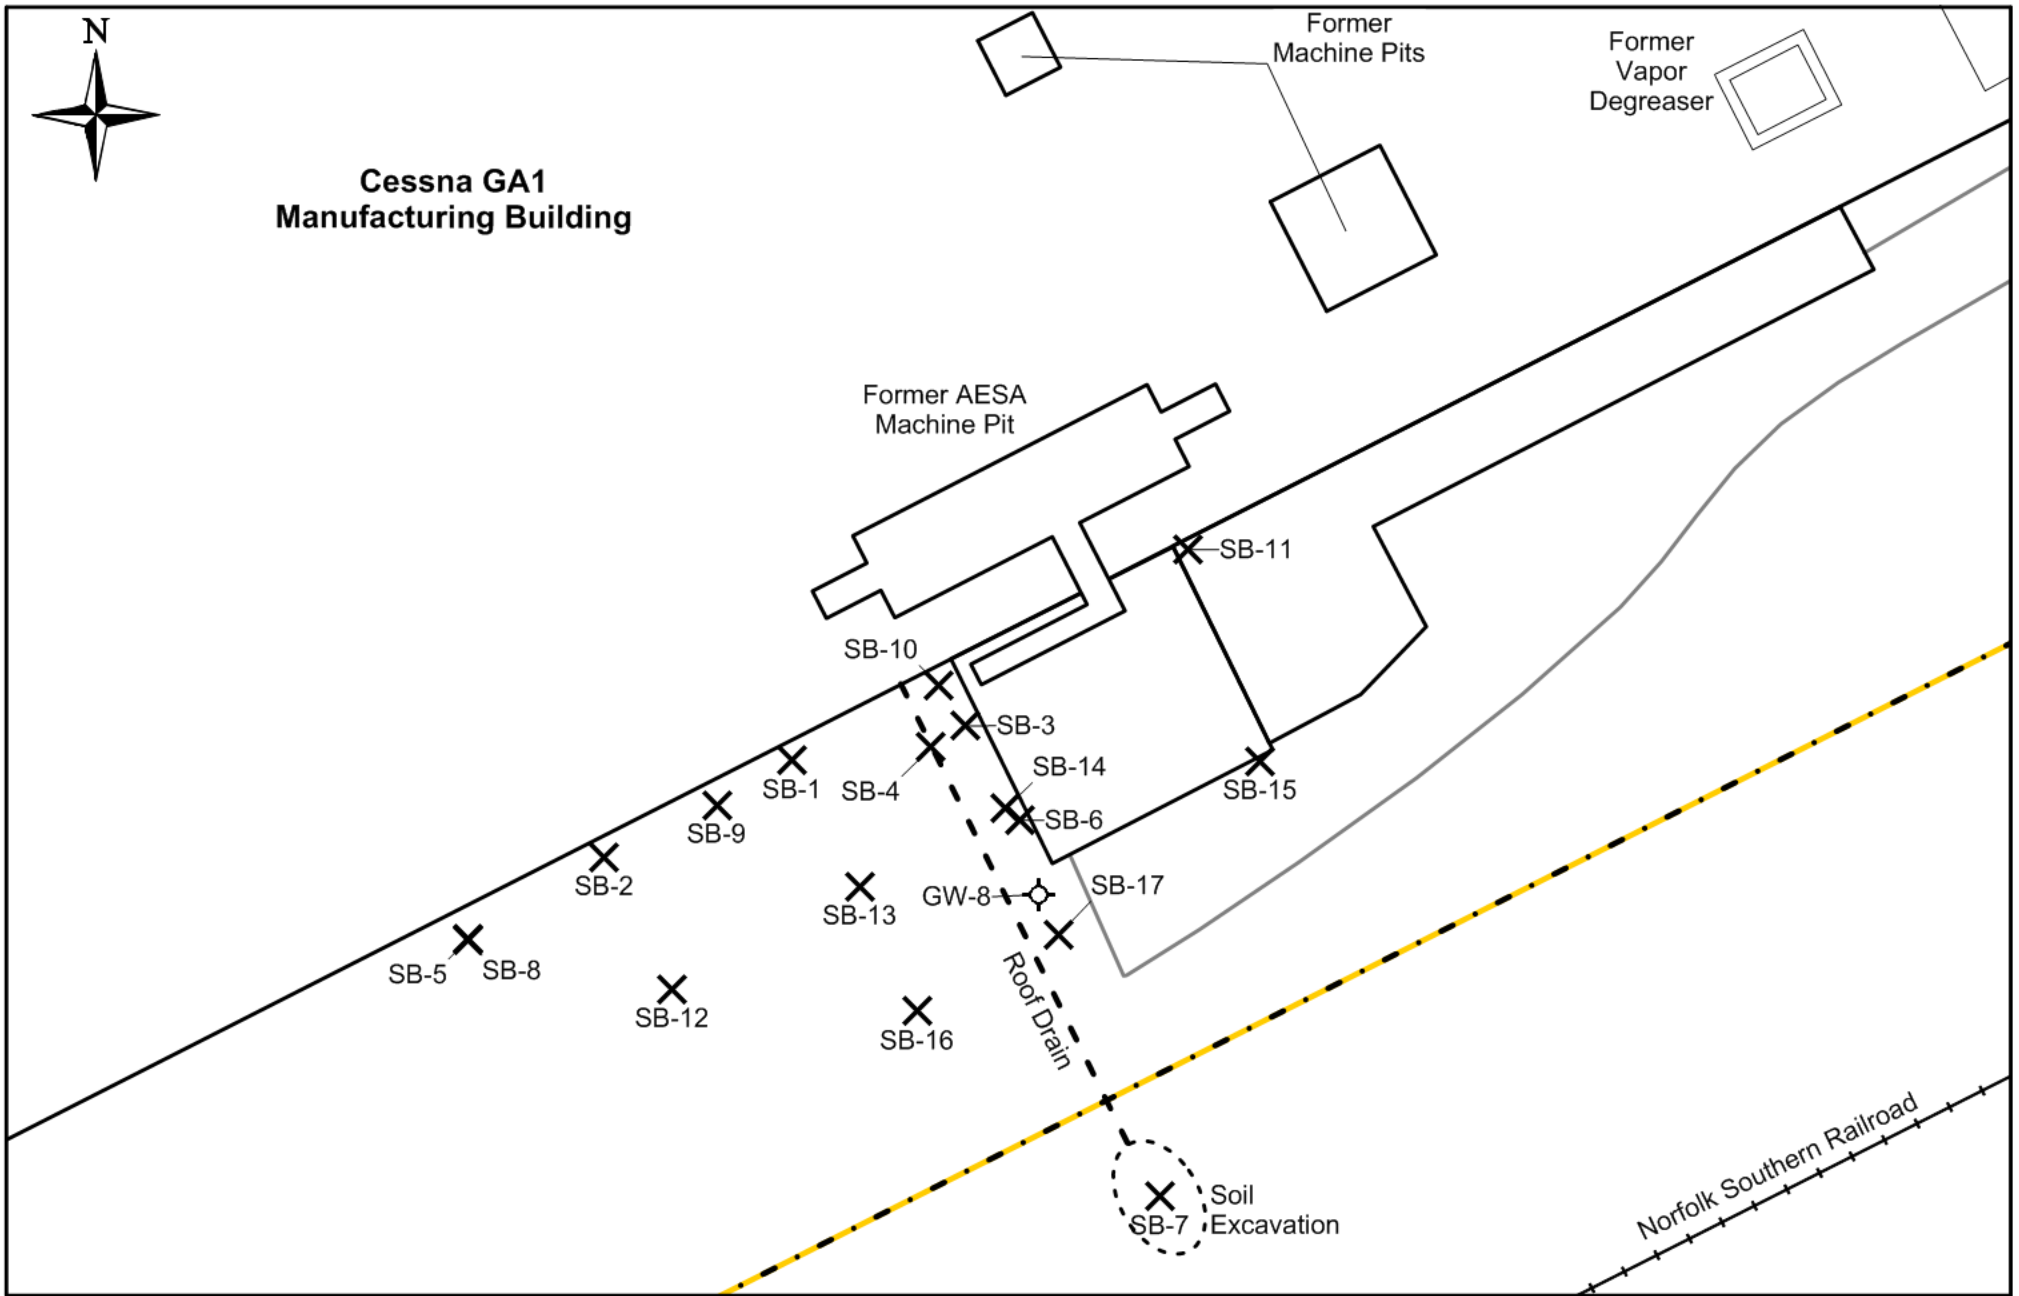 N
Cessna GA1
Manufacturing Building
Former
Machine Pits
Former
Vapor
Degreaser
Former AESA
Machine Pit
SB-11
SB-10
SB-3
SB-14
SB-1
SB-4
SB-15
SB-6
SB-9
SB-2
SB-17
GW-8
SB-13
SB-5
SB-8
SB-12
SB-16
Roof Drain
Norfolk Southern Railroad
Soil
Excavation
SB-7